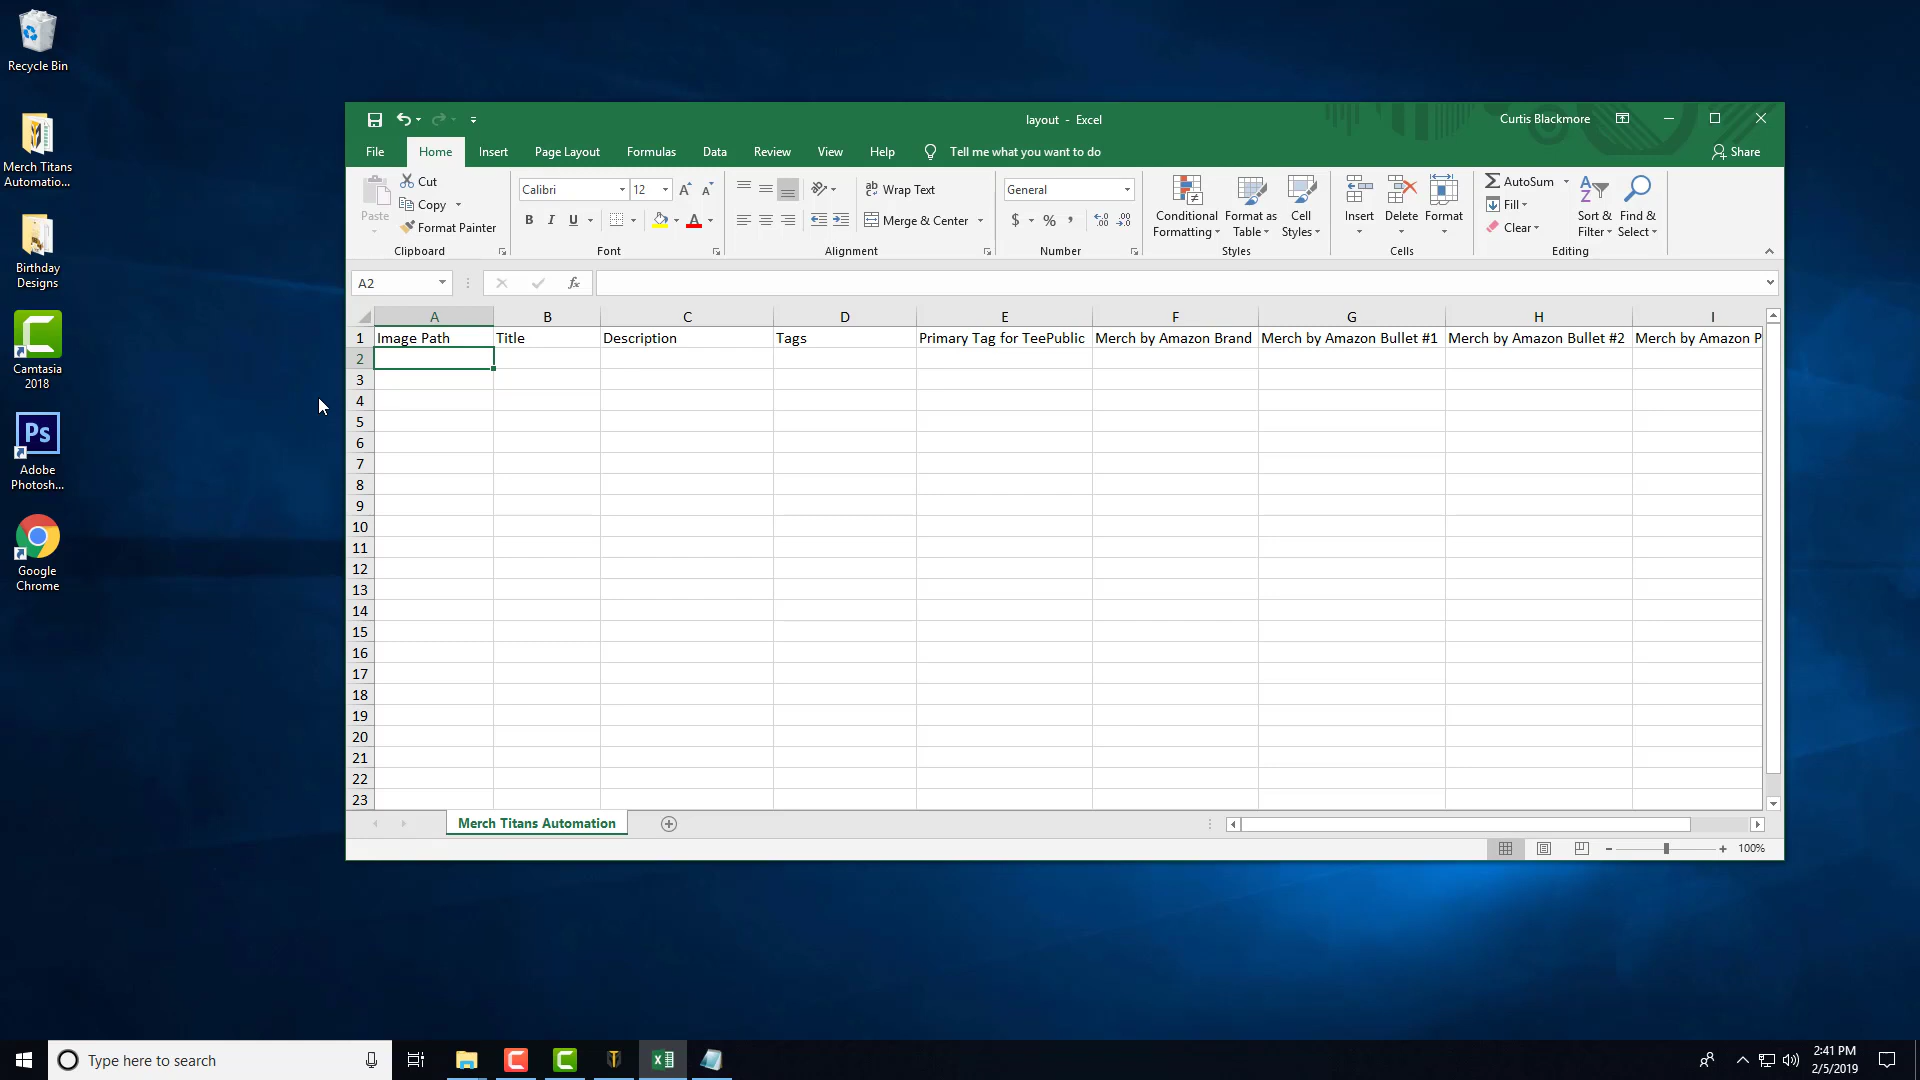 Recycle Bin
Merch Titans
Automatio...
Birthday
Designs
Camtasia
2018
Ps
Adobe
Photosh...
Google
Chrome
layout - Excel
Curtis Blackmore
File
Home
Insert
Page Layout
Formulas
Data
Review
View
Help
Tell me what you want to do
Share
Paste
Cut
Copy
Format Painter
Clipboard
Calibri
12
B I U
Font
Wrap Text
Merge & Center
Alignment
General
$ % ,
Number
Conditional
Formatting
Format as
Table
Cell
Styles
Styles
Insert
Delete
Format
Cells
AutoSum
Fill
Clear
Sort &
Filter
Find &
Select
Editing
A2
fx
A B C D E F G H I
1 Image Path Title Description Tags Primary Tag for TeePublic Merch by Amazon Brand Merch by Amazon Bullet #1 Merch by Amazon Bullet #2 Merch by Amazon P
2
3
4
5
6
7
8
9
10
11
12
13
14
15
16
17
18
19
20
21
22
23
Merch Titans Automation
100%
Type here to search
2:41 PM
2/5/2019